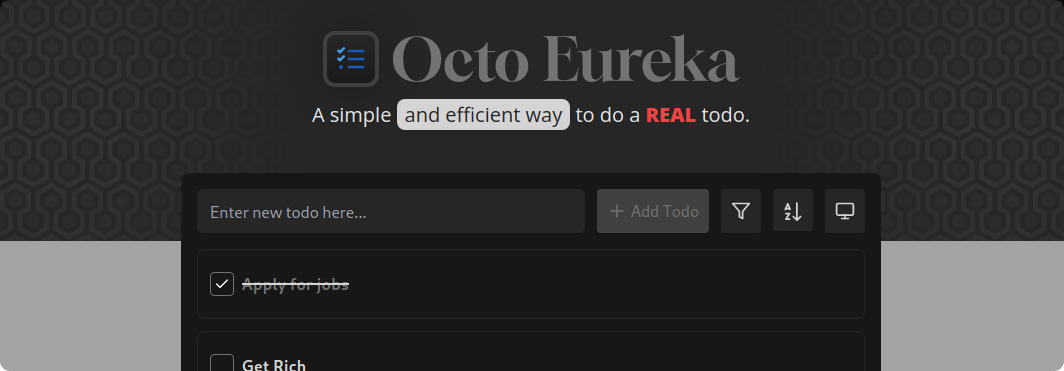 Octo Eureka
A simple and efficient way to do a REAL todo.
Enter new todo here... + Add Todo A Z
Apply for jobs
Get Rich